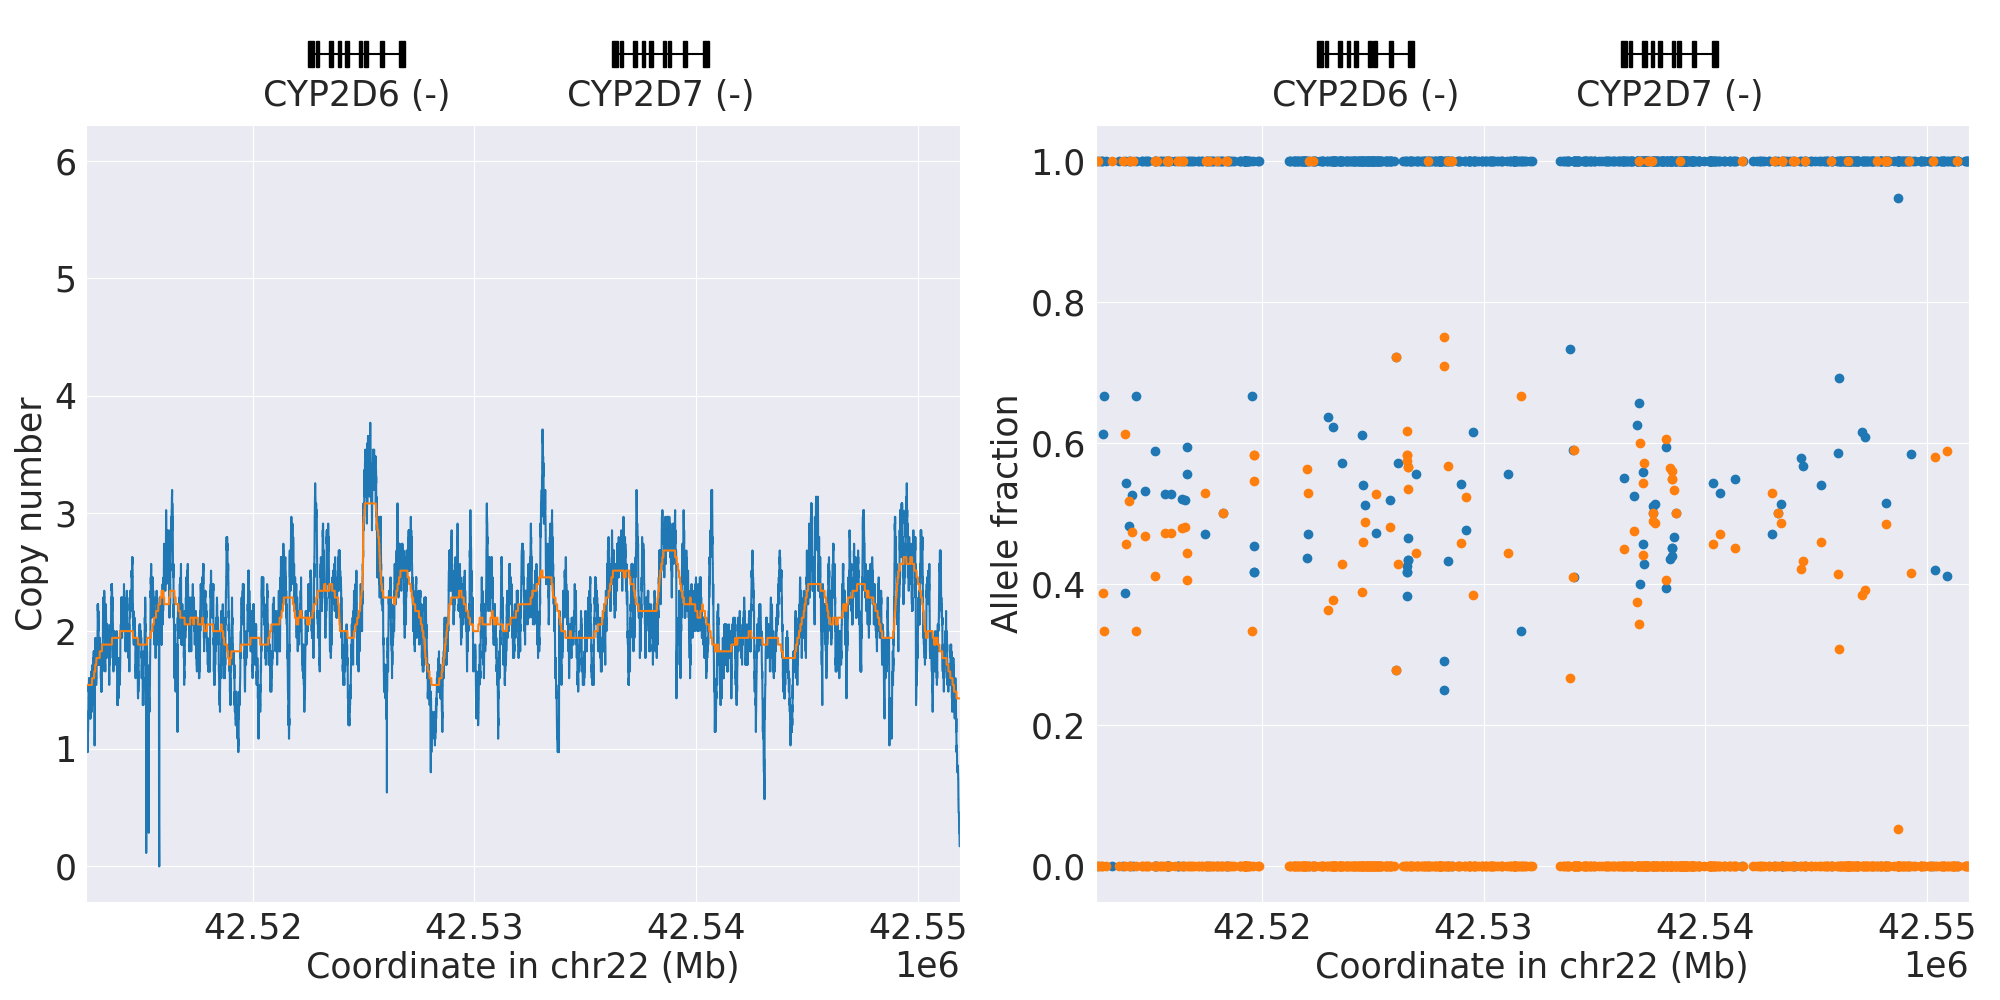 CYP2D6 (-) CYP2D7 (-)
6
5
4
3
2
1
0
Copy number
42.52 42.53 42.54 42.55
Coordinate in chr22 (Mb) 1e6
CYP2D6 (-) CYP2D7 (-)
1.0
0.8
0.6
0.4
0.2
0.0
Allele fraction
42.52 42.53 42.54 42.55
Coordinate in chr22 (Mb) 1e6